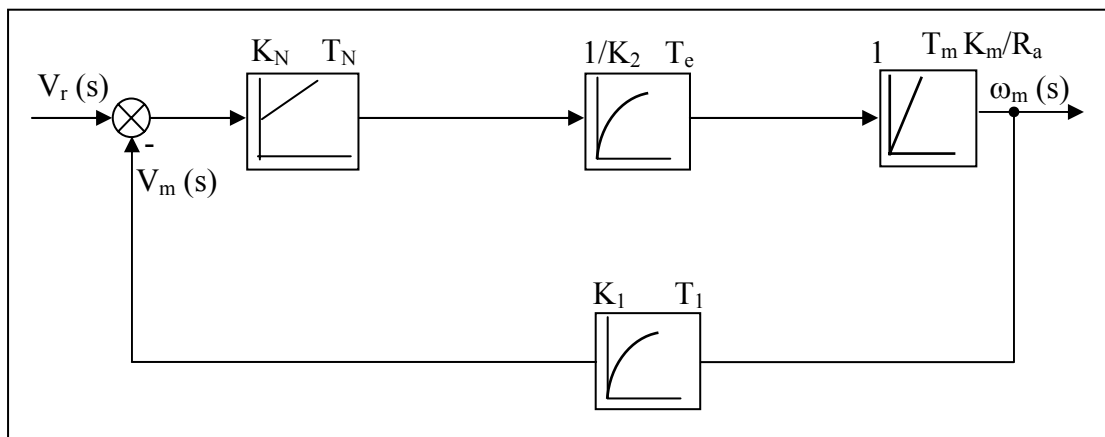 K_N T_N
1/K_2 T_e
1 T_m K_m/R_a
V_r (s)
ω_m (s)
-
V_m (s)
K_1 T_1